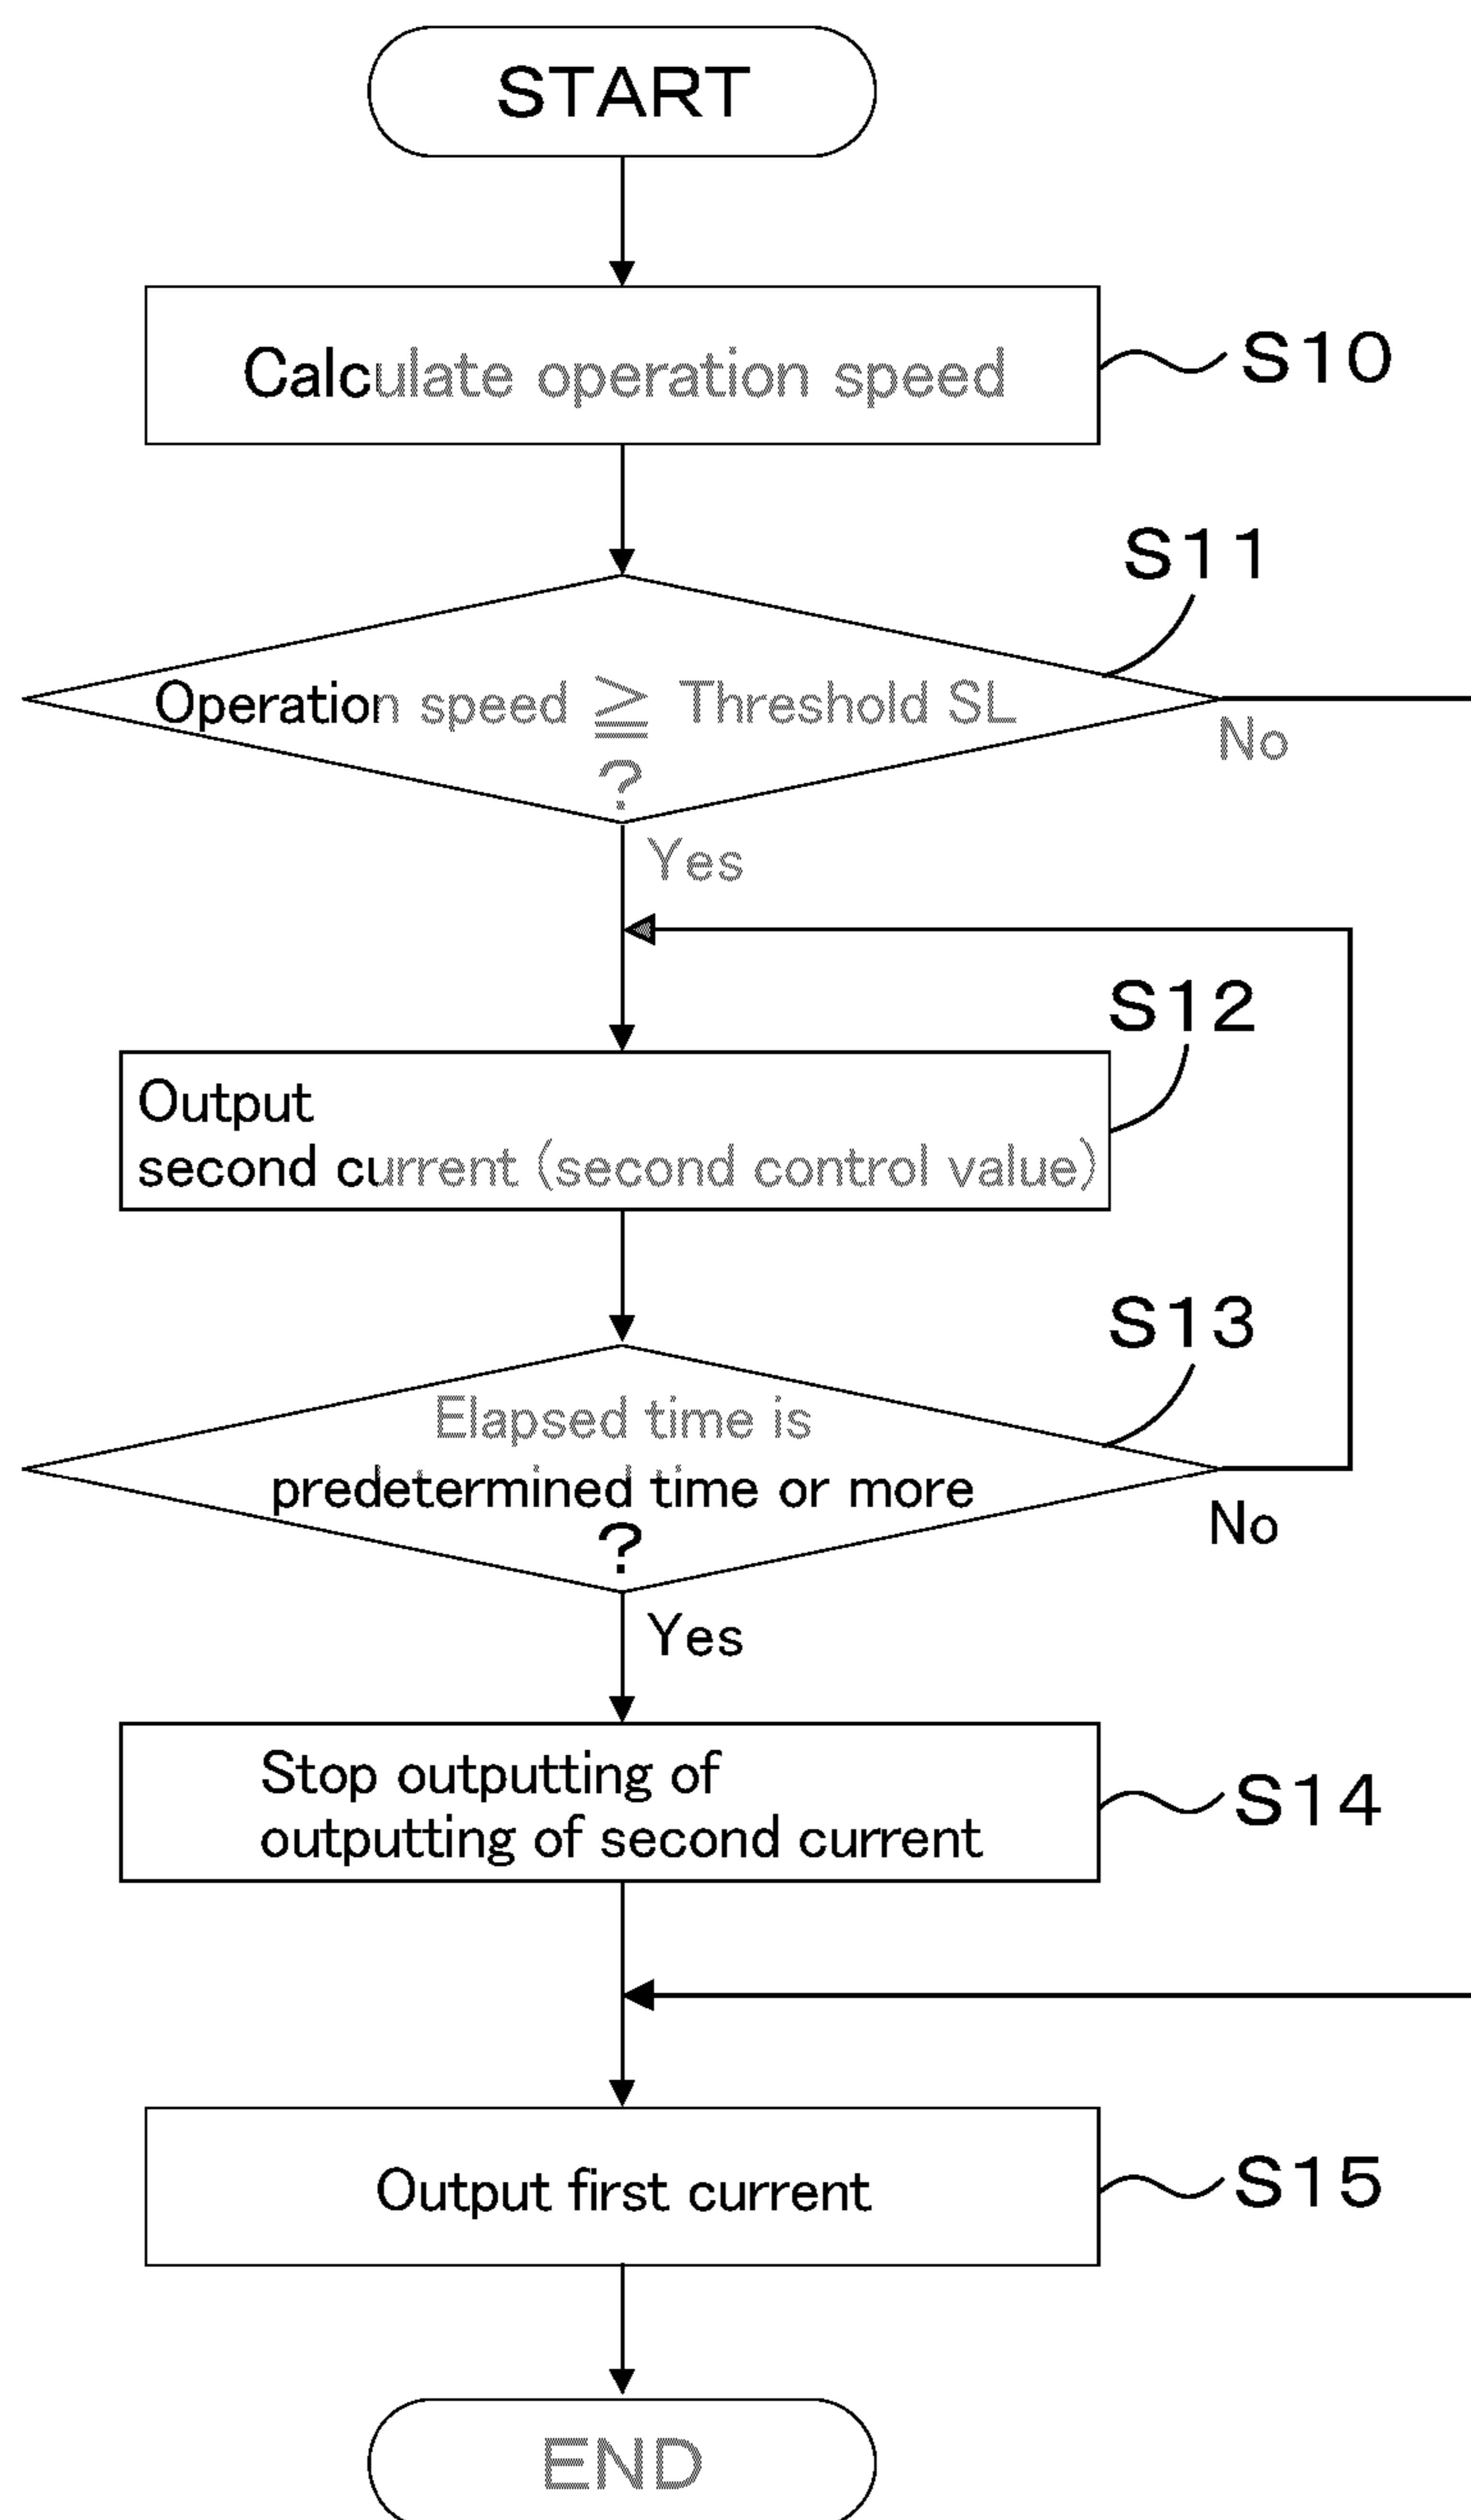 START
Calculate operation speed
S10
S11
Operation speed ≧ Threshold SL
?
No
Yes
S12
Output
second current (second control value)
S13
Elapsed time is
predetermined time or more
?
No
Yes
Stop outputting of
outputting of second current
S14
Output first current
S15
END